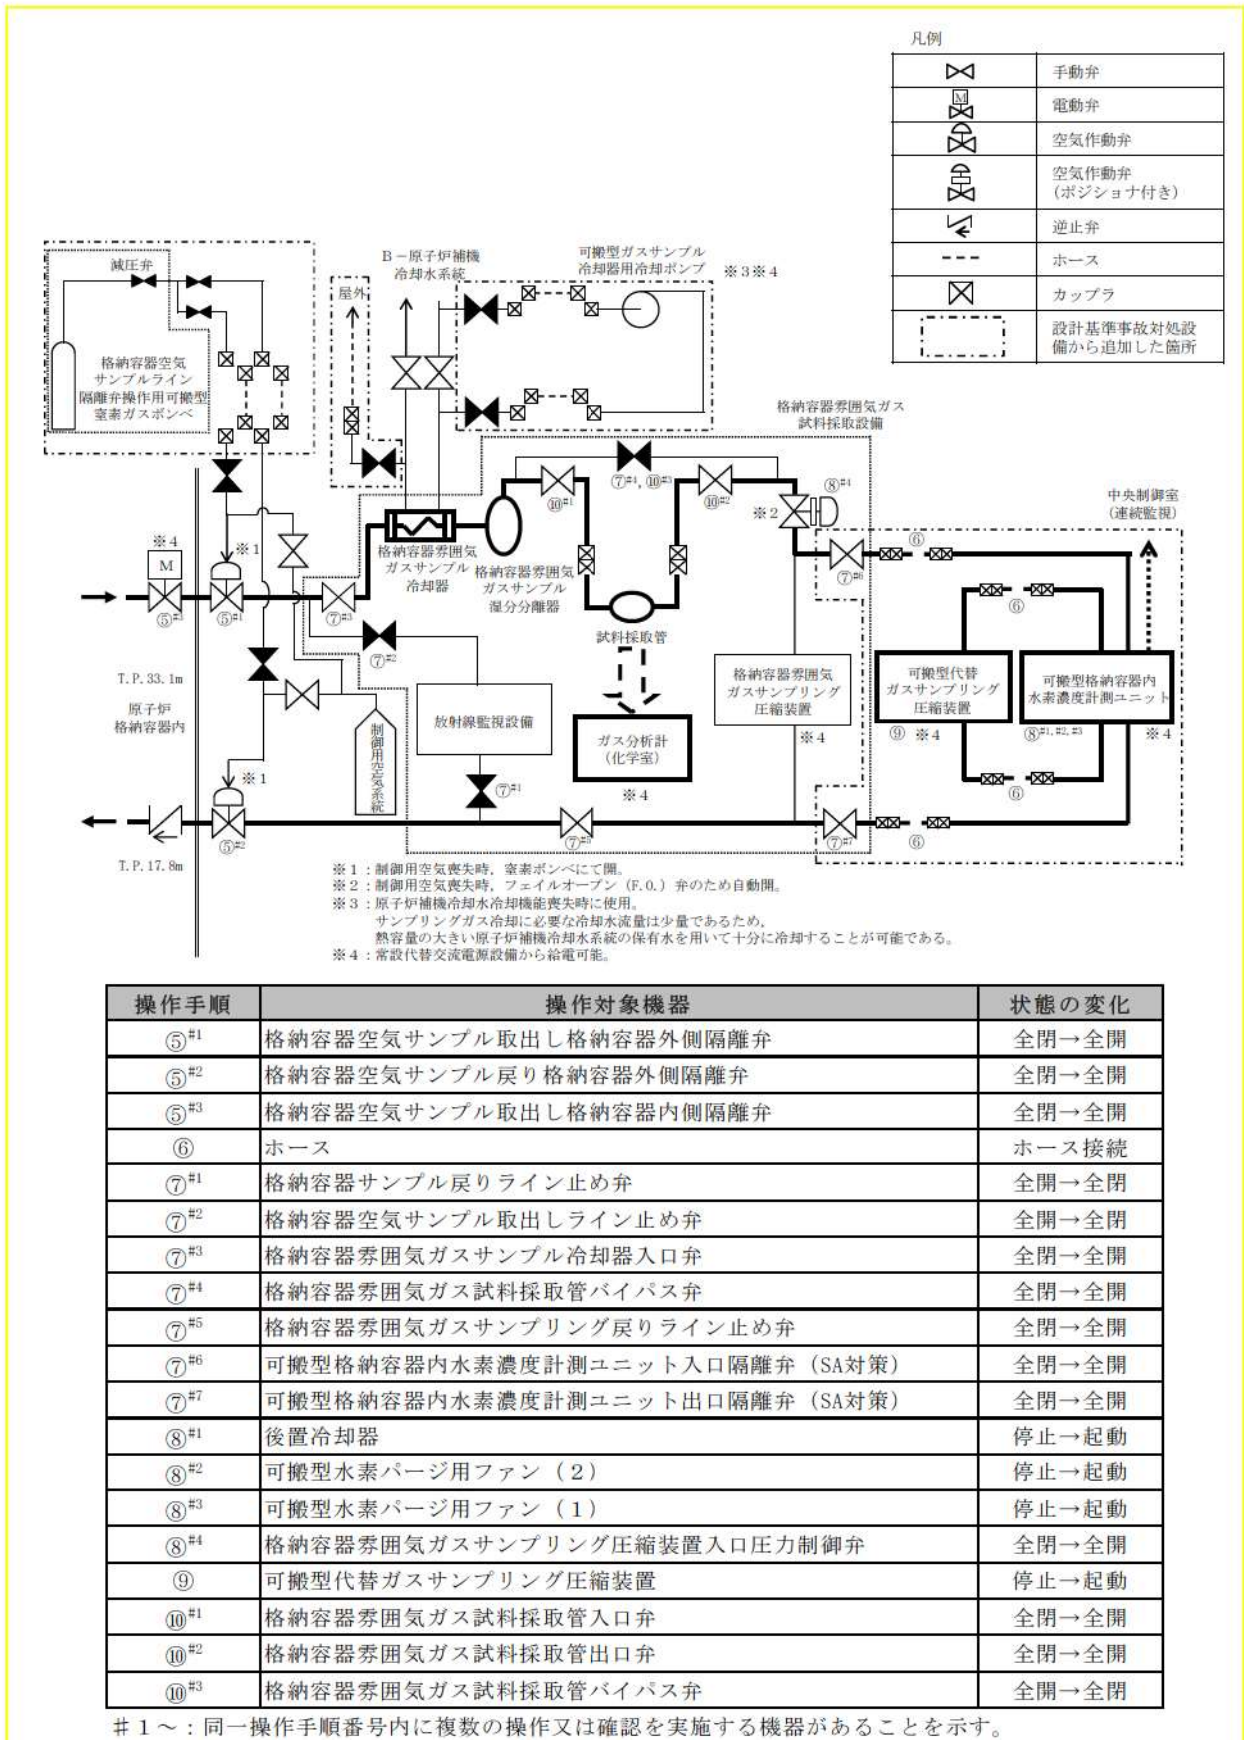 凡例
手動弁
M
電動弁
空気作動弁
空気作動弁
(ポジショナ付き)
逆止弁
ホース
カップラ
設計基準事故対処設
備から追加した箇所
減圧弁
格納容器空気
サンプルライン
隔離弁操作用可搬型
窒素ガスボンベ
屋外
B-原子炉補機
冷却水系統
可搬型ガスサンプル
冷却器用冷却ポンプ
※3※4
格納容器雰囲気ガス
試料採取設備
⑦#4, ⑩#3
⑩#1
⑩#2
⑧#4
※2
中央制御室
(連続監視)
⑥
⑦#6
※4
M
※1
⑤#3
⑤#1
⑦#3
格納容器雰囲気
ガスサンプル
冷却器
格納容器雰囲気
ガスサンプル
湿分分離器
試料採取管
⑥
⑦#2
T.P.33.1m
原子炉
格納容器内
制御用空気系統
放射線監視設備
ガス分析計
(化学室)
※4
格納容器雰囲気
ガスサンプリング
圧縮装置
※4
可搬型代替
ガスサンプリング
圧縮装置
⑨ ※4
可搬型格納容器内
水素濃度計測ユニット
⑧#1,#2,#3
※4
⑥
※1
⑦#1
⑤#2
⑦#5
⑦#7
⑥
T.P.17.8m
※1:制御用空気喪失時，窒素ボンベにて開。
※2:制御用空気喪失時，フェイルオープン（F.O.）弁のため自動開。
※3:原子炉補機冷却水冷却機能喪失時に使用。
サンプリングガス冷却に必要な冷却水流量は少量であるため，
熱容量の大きい原子炉補機冷却水系統の保有水を用いて十分に冷却することが可能である。
※4:常設代替交流電源設備から給電可能。
操作手順 操作対象機器 状態の変化
⑤#1 格納容器空気サンプル取出し格納容器外側隔離弁 全閉→全開
⑤#2 格納容器空気サンプル戻り格納容器外側隔離弁 全閉→全開
⑤#3 格納容器空気サンプル取出し格納容器内側隔離弁 全閉→全開
⑥ ホース ホース接続
⑦#1 格納容器サンプル戻りライン止め弁 全開→全閉
⑦#2 格納容器空気サンプル取出しライン止め弁 全開→全閉
⑦#3 格納容器雰囲気ガスサンプル冷却器入口弁 全閉→全開
⑦#4 格納容器雰囲気ガス試料採取管バイパス弁 全閉→全開
⑦#5 格納容器雰囲気ガスサンプリング戻りライン止め弁 全閉→全開
⑦#6 可搬型格納容器内水素濃度計測ユニット入口隔離弁（SA対策） 全閉→全開
⑦#7 可搬型格納容器内水素濃度計測ユニット出口隔離弁（SA対策） 全閉→全開
⑧#1 後置冷却器 停止→起動
⑧#2 可搬型水素パージ用ファン（2） 停止→起動
⑧#3 可搬型水素パージ用ファン（1） 停止→起動
⑧#4 格納容器雰囲気ガスサンプリング圧縮装置入口圧力制御弁 全閉→全開
⑨ 可搬型代替ガスサンプリング圧縮装置 停止→起動
⑩#1 格納容器雰囲気ガス試料採取管入口弁 全閉→全開
⑩#2 格納容器雰囲気ガス試料採取管出口弁 全閉→全開
⑩#3 格納容器雰囲気ガス試料採取管バイパス弁 全開→全閉
#1～:同一操作手順番号内に複数の操作又は確認を実施する機器があることを示す。